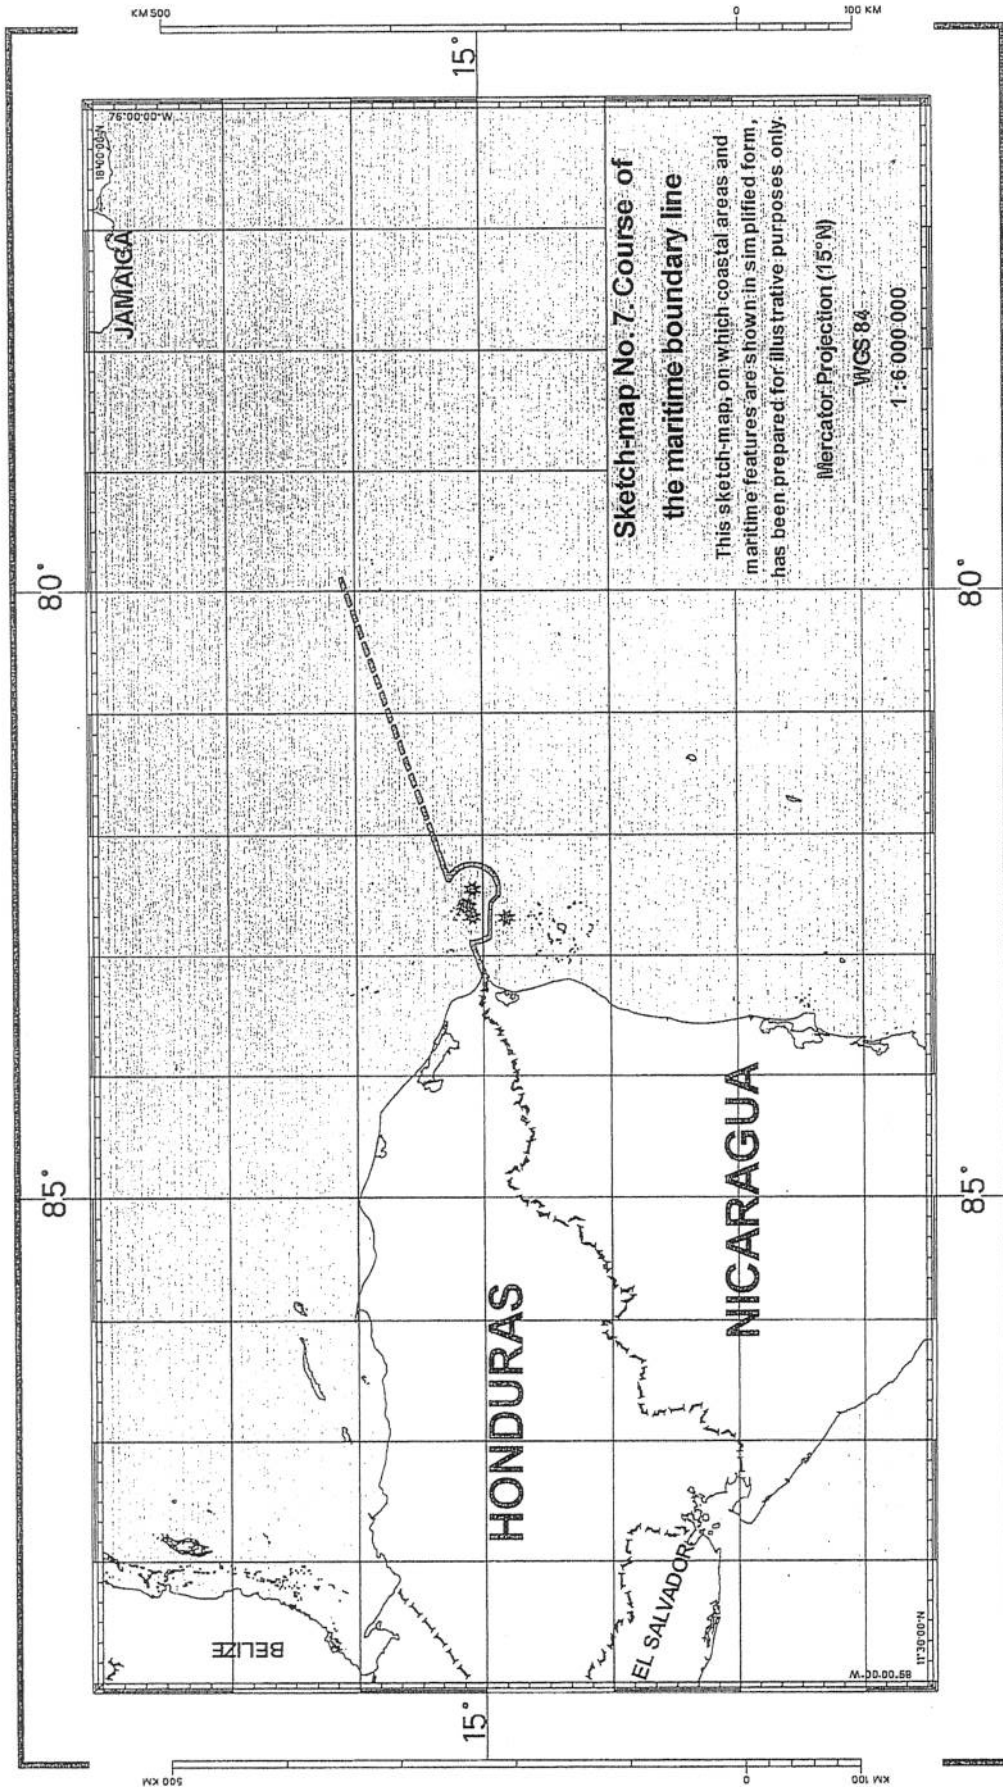 KM 500
0
100 KM
15°
76°00'00"W
18°00'00"N
JAMAICA
Sketch-map No. 7. Course of
the maritime boundary line
This sketch-map, on which coastal areas and
maritime features are shown in simplified form,
has been prepared for illustrative purposes only.
Mercator Projection (15° N)
WGS 84
1 : 6 000 000
80°
80°
85°
85°
HONDURAS
NICARAGUA
EL SALVADOR
BELIZE
11°30'00"N
89°00'00"W
15°
500 KM
0
KM 100